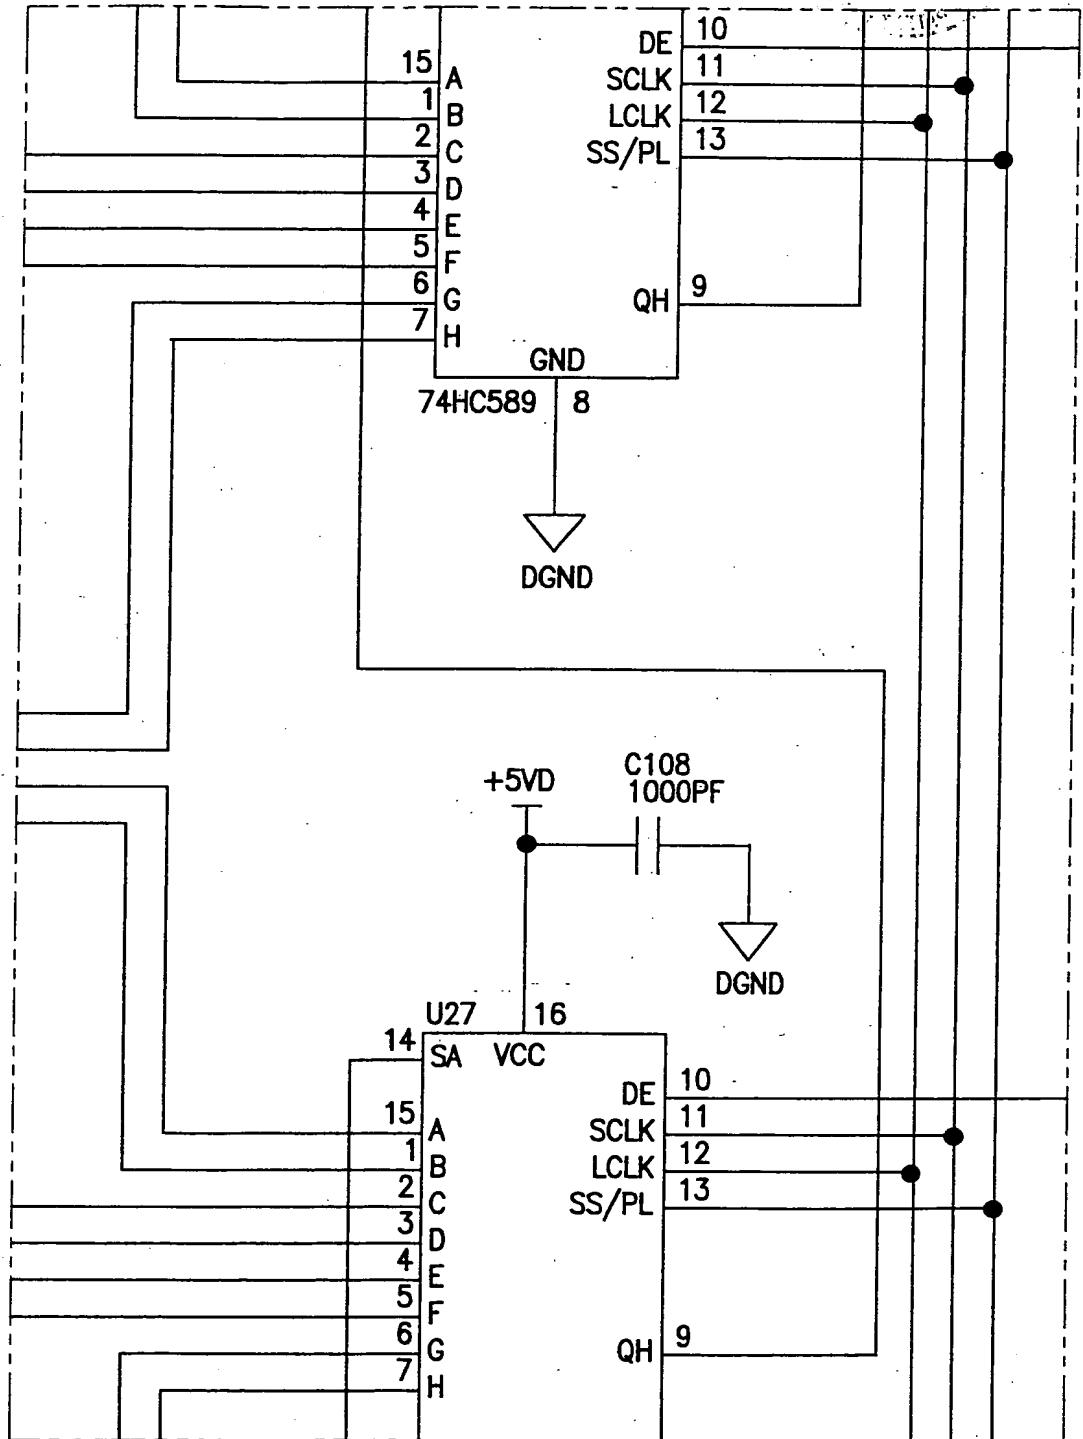 DE 10
15 A
SCLK 11
1 B
LCLK 12
2 C
SS/PL 13
3 D
4 E
5 F
6 G
QH 9
7 H
GND
74HC589 8
DGND
C108
+5VD
1000PF
DGND
U27 16
14 SA VCC
DE 10
15 A
SCLK 11
1 B
LCLK 12
2 C
SS/PL 13
3 D
4 E
5 F
6 G
QH 9
7 H